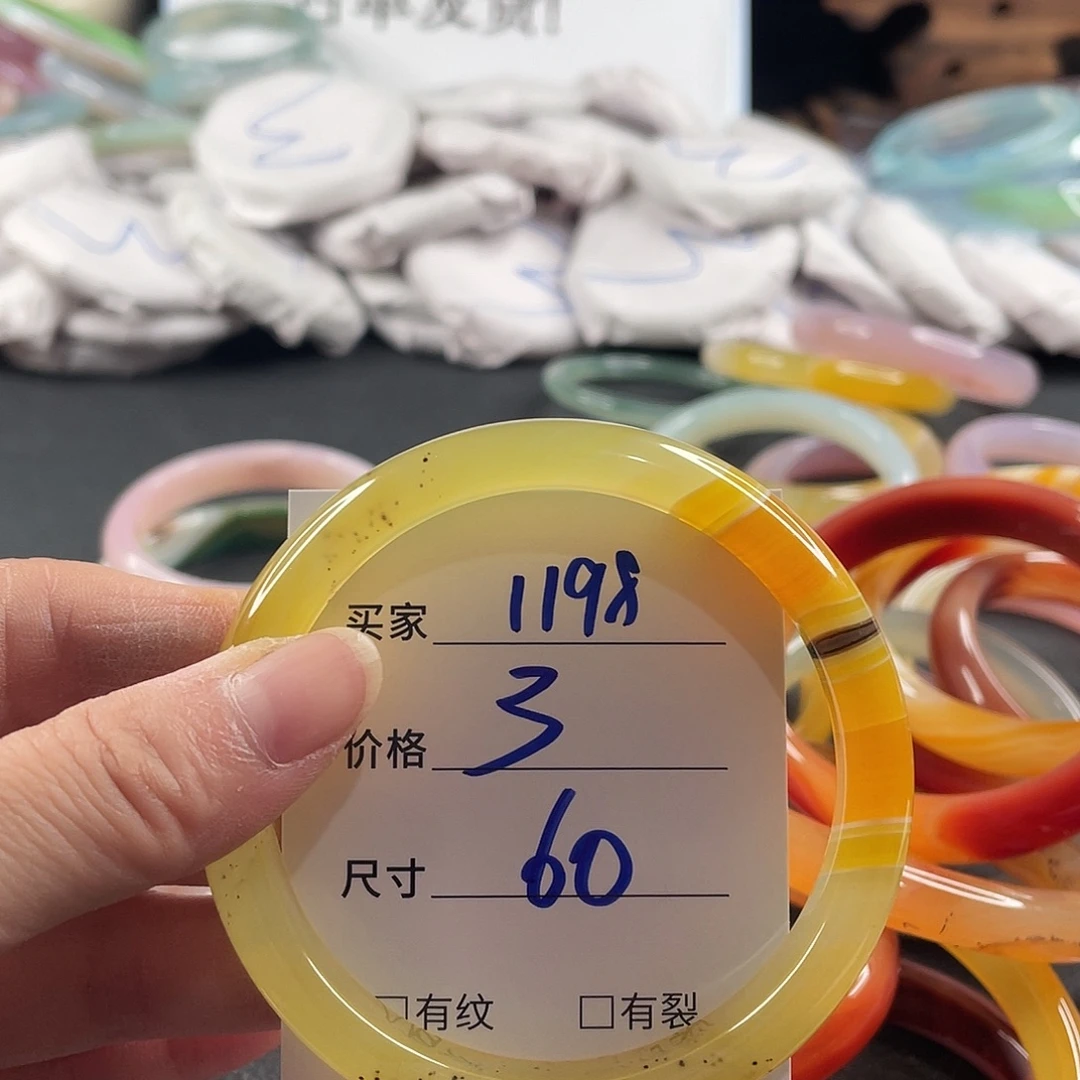 买家 1198
价格 3
尺寸 60
□有纹 □有裂